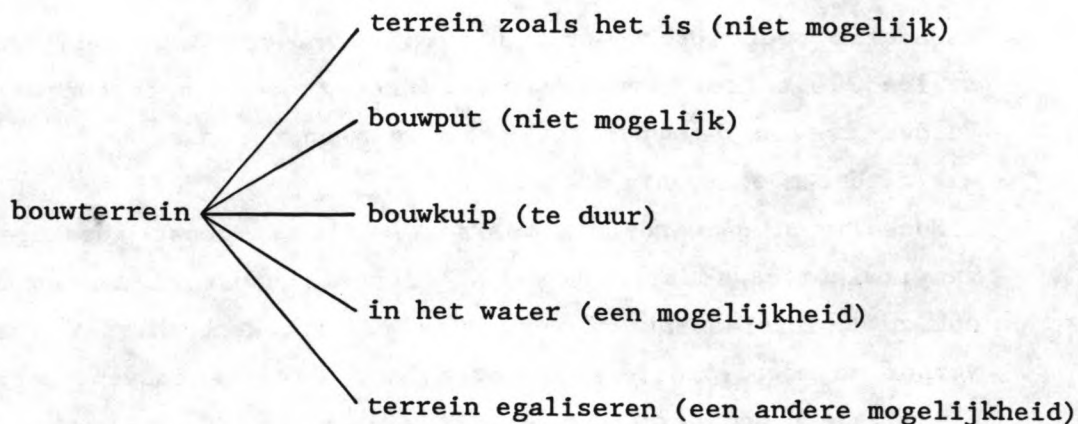 terrein zoals het is (niet mogelijk)
bouwput (niet mogelijk)
bouwterrein
bouwkuip (te duur)
in het water (een mogelijkheid)
terrein egaliseren (een andere mogelijkheid)